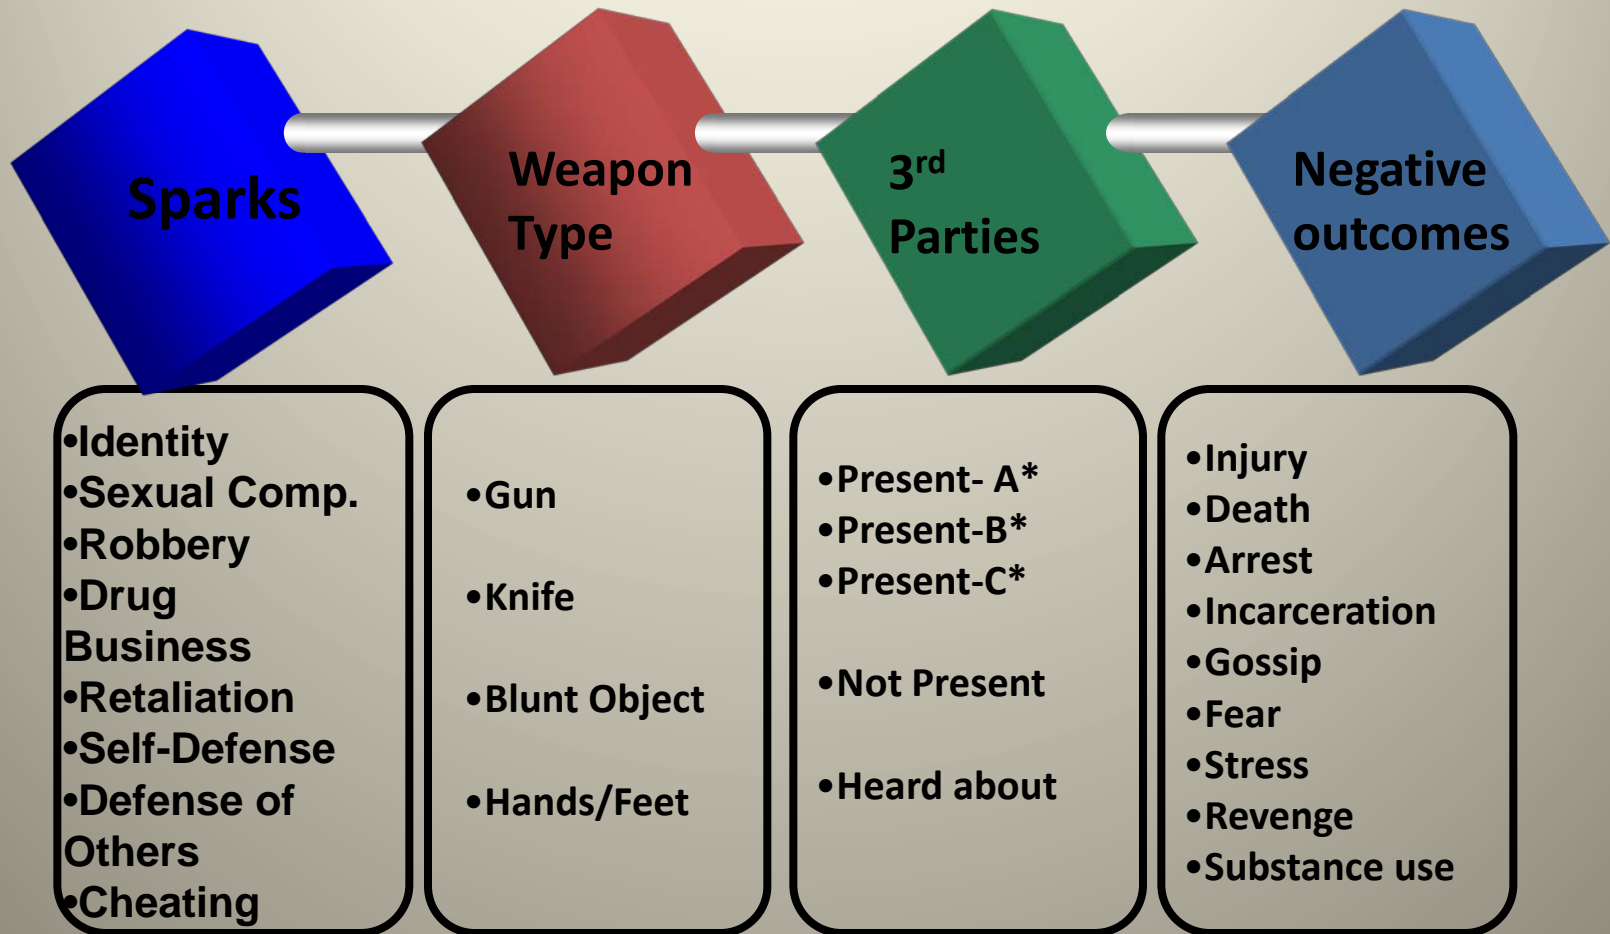 Sparks
Weapon
Type
3rd
Parties
Negative
outcomes
•Identity
•Sexual Comp.
•Robbery
•Drug
Business
•Retaliation
•Self-Defense
•Defense of
Others
•Cheating
•Gun
•Knife
•Blunt Object
•Hands/Feet
•Present- A*
•Present-B*
•Present-C*
•Not Present
•Heard about
•Injury
•Death
•Arrest
•Incarceration
•Gossip
•Fear
•Stress
•Revenge
•Substance use